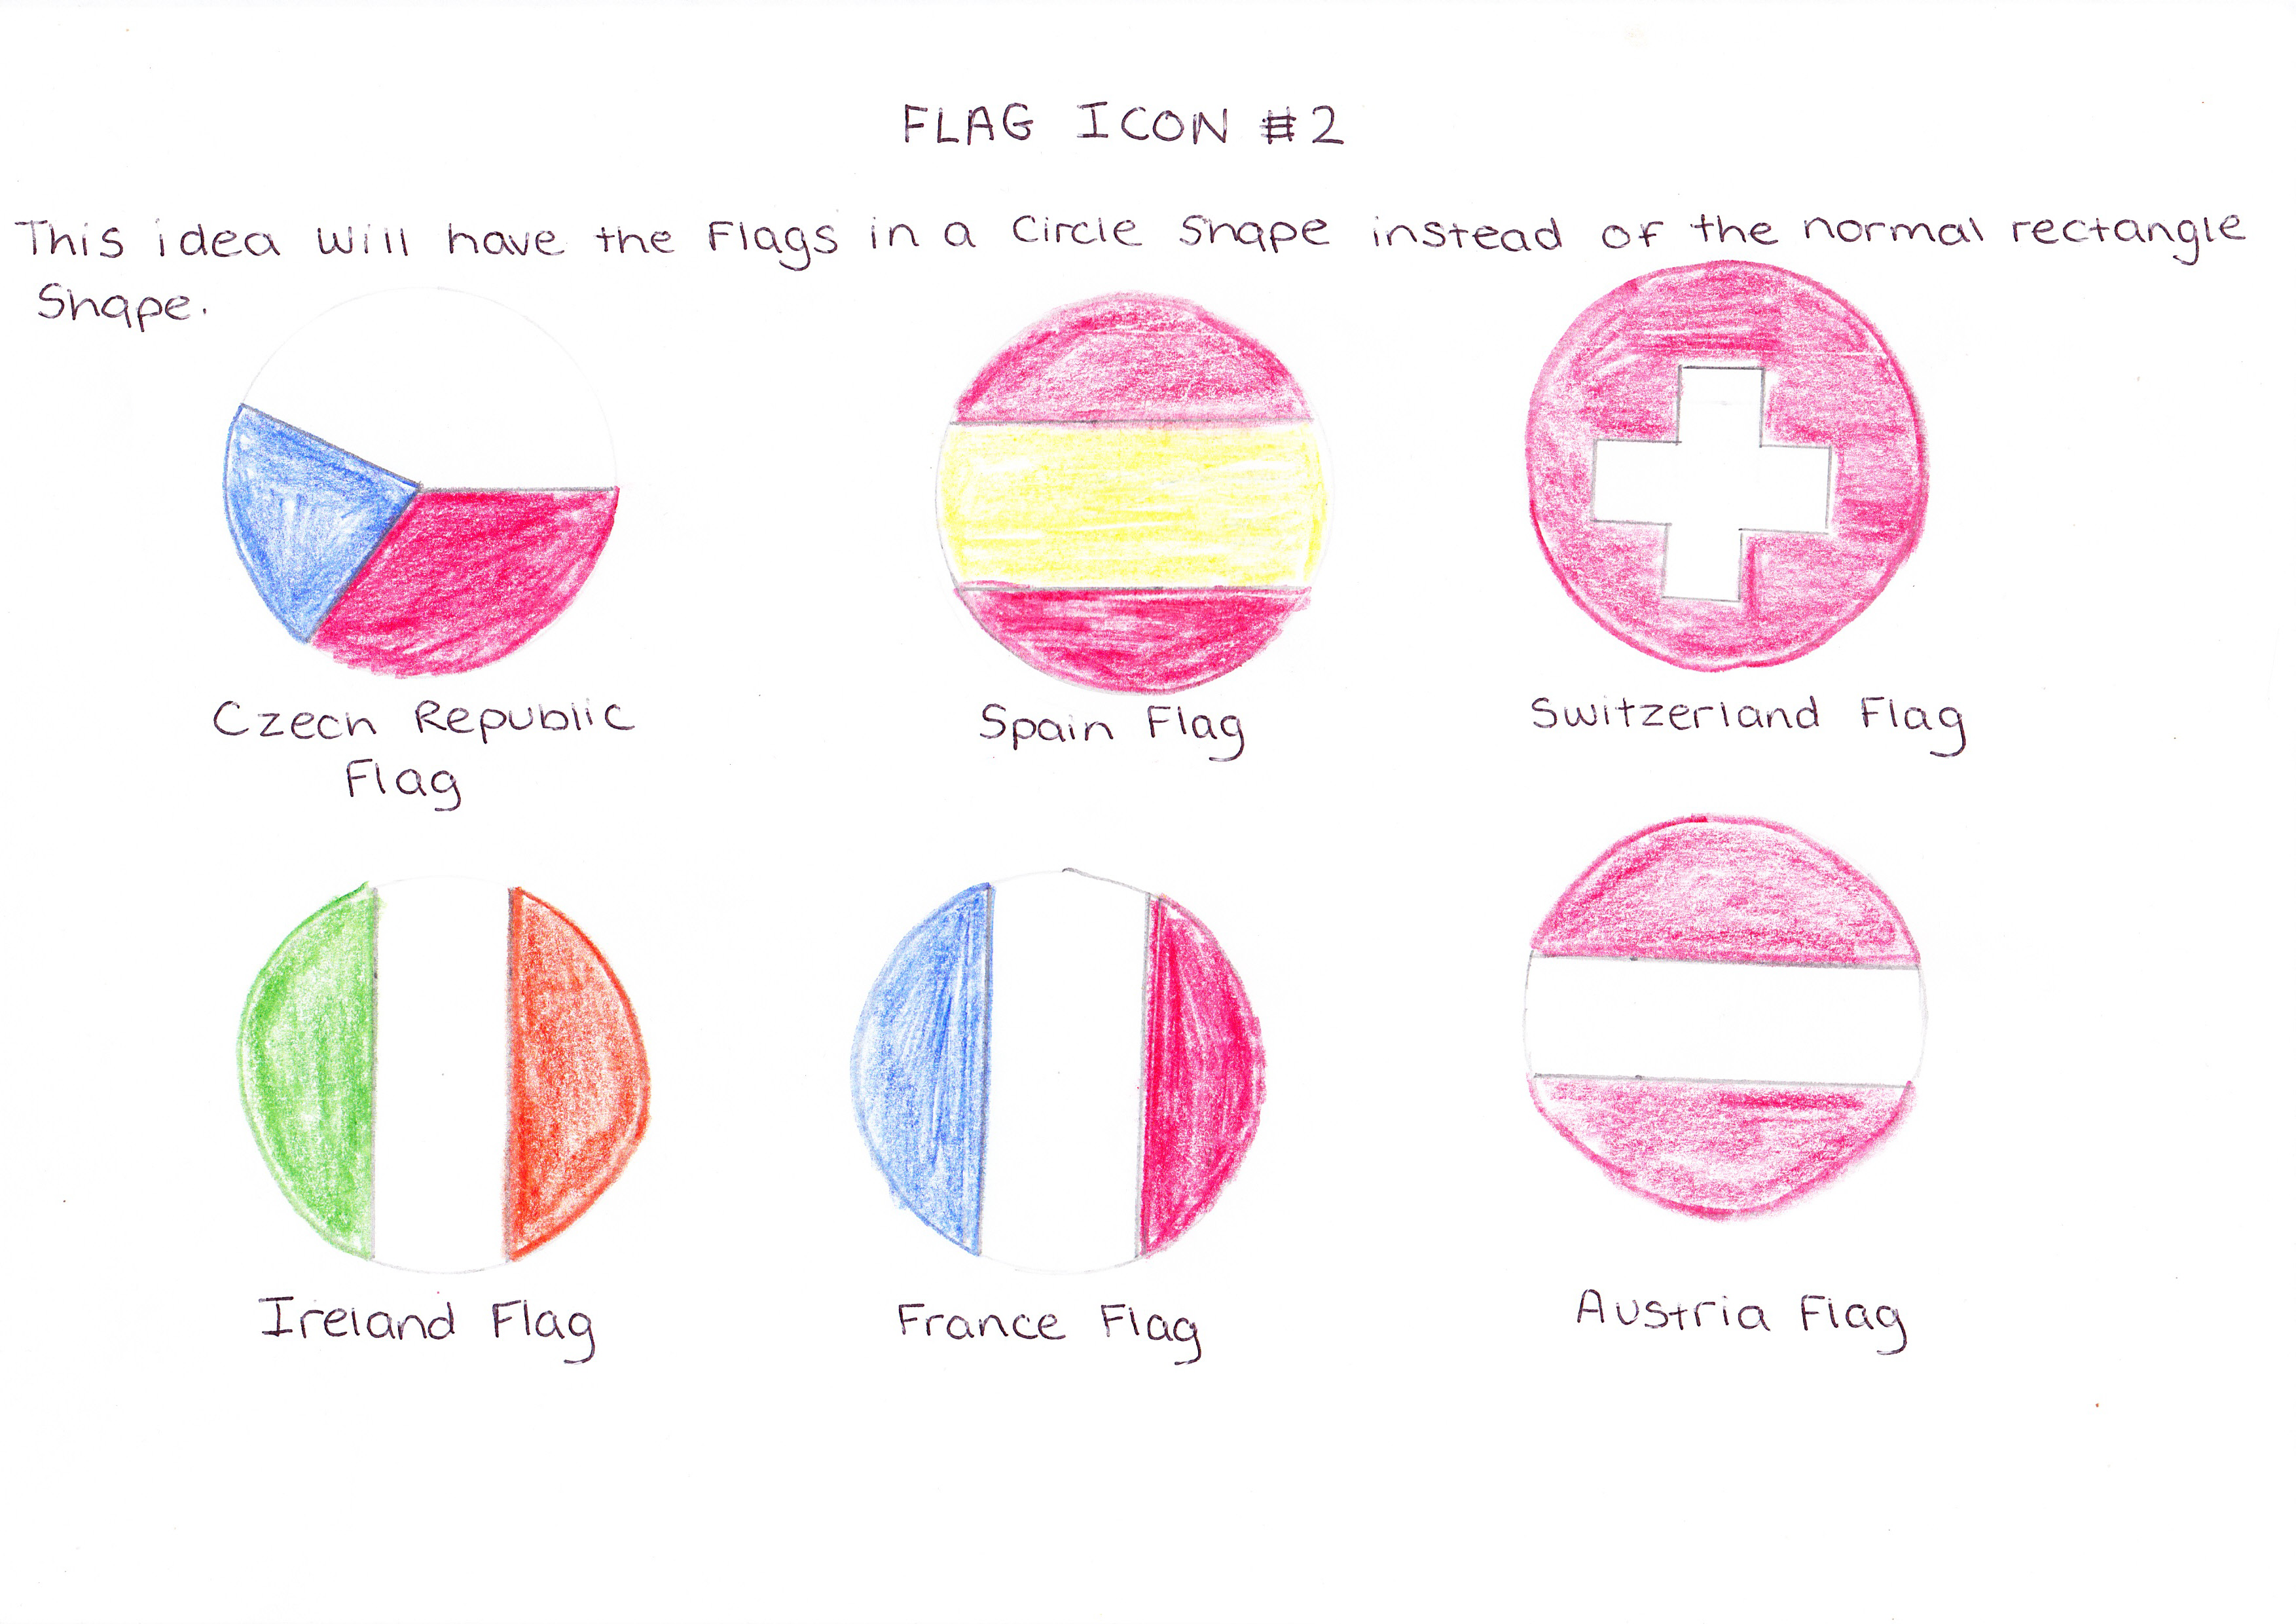 FLAG ICON #2
This idea will have the Flags in a Circle Shape instead of the normal rectangle
Shape.
Czech Republic
Flag
Spain Flag
Switzerland Flag
Ireland Flag
France Flag
Austria Flag